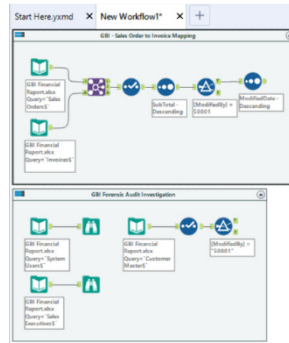 Start Here.yxmd
New Workflow1*
GBI - Sales Order to Invoice Mapping
GBI Financial
Report.xlsx
Query=`Sales
Orders$`
SubTotal -
Descending
[ModifiedBy] =
S0001
ModifiedDate -
Descending
GBI Financial
Report.xlsx
Query=`Invoices$`
GBI Forensic Audit Investigation
GBI Financial
Report.xlsx
Query=`System
Users$`
GBI Financial
Report.xlsx
Query=`Customer
Master$`
[ModifiedBy] =
"S0001"
GBI Financial
Report.xlsx
Query=`Sales
Executives$`